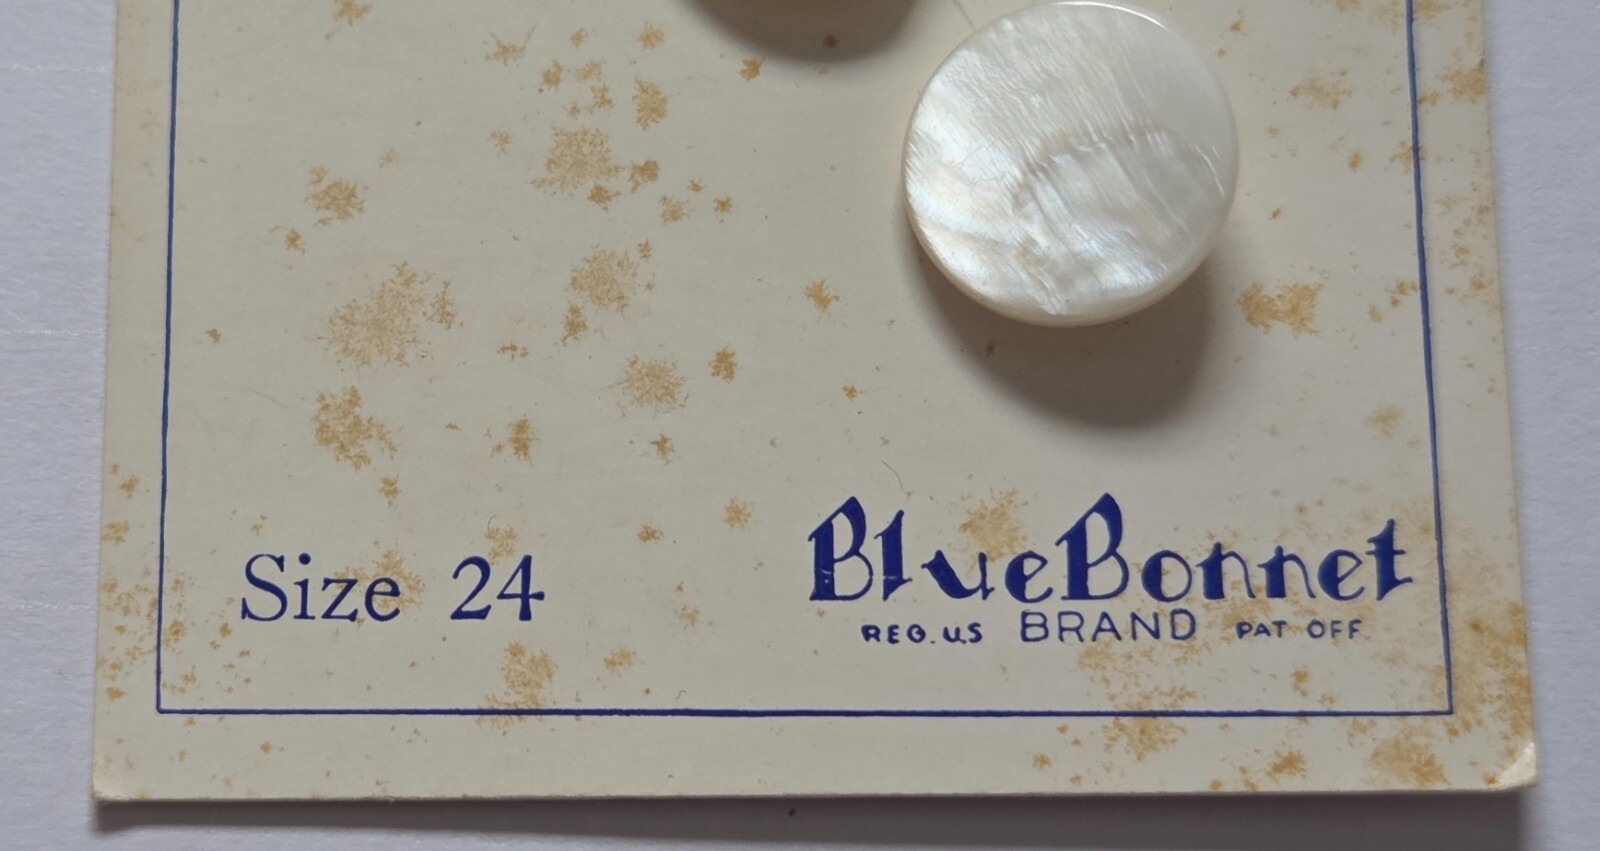 Size 24
BlueBonnet
REG. U.S BRAND PAT OFF